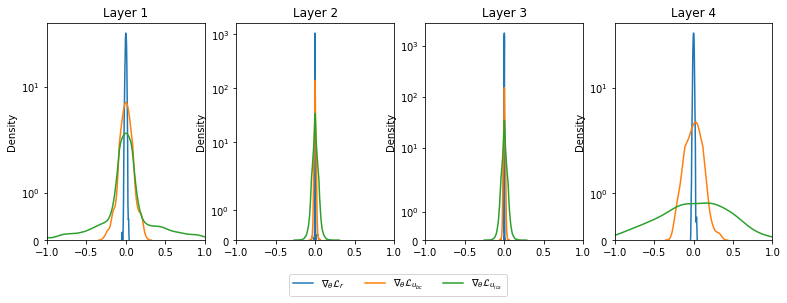 Layer 1 Layer 2 Layer 3 Layer 4
Density Density Density Density
10¹ 10³ 10³ 10¹
10² 10²
10¹ 10¹
10⁰ 10⁰ 10⁰ 10⁰
0 0 0 0
−1.0 −0.5 0.0 0.5 1.0 −1.0 −0.5 0.0 0.5 1.0 −1.0 −0.5 0.0 0.5 1.0 −1.0 −0.5 0.0 0.5 1.0
∇θℒr ∇θℒu_bc ∇θℒu_ics